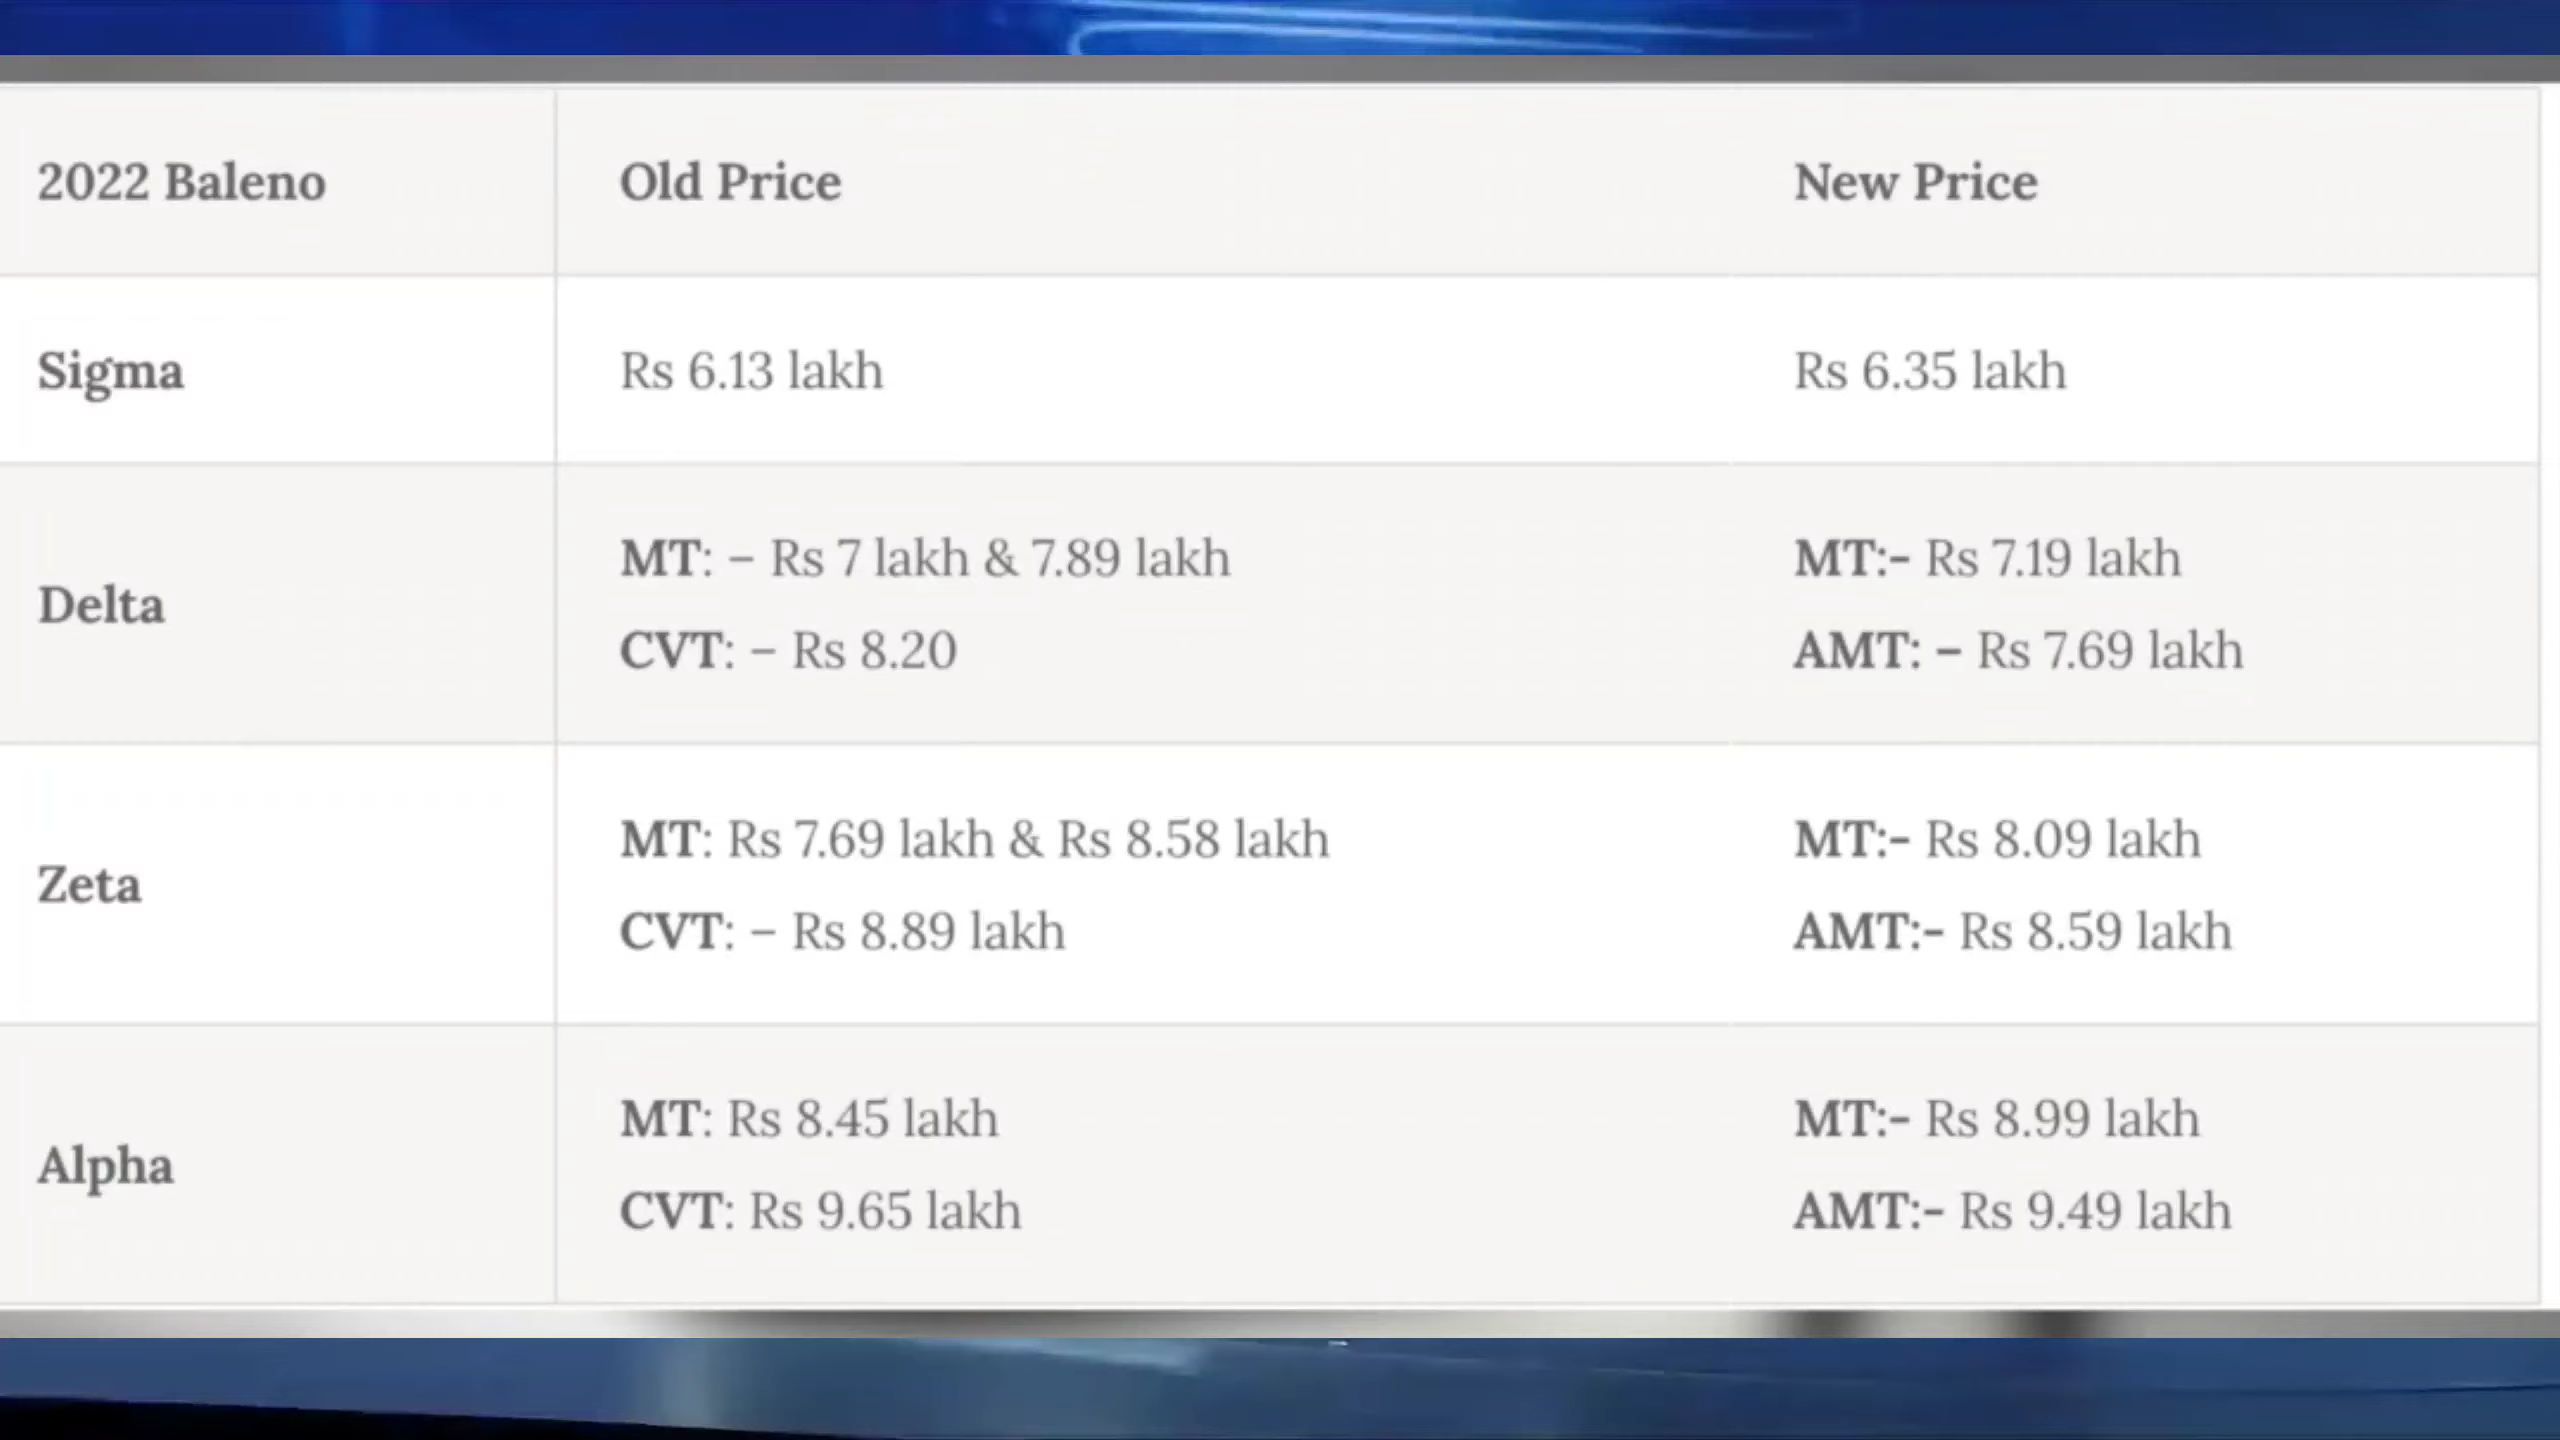 2022 Baleno
Old Price
New Price
Sigma
Rs 6.13 lakh
Rs 6.35 lakh
Delta
MT: – Rs 7 lakh & 7.89 lakh
CVT: – Rs 8.20
MT:- Rs 7.19 lakh
AMT: – Rs 7.69 lakh
Zeta
MT: Rs 7.69 lakh & Rs 8.58 lakh
CVT: – Rs 8.89 lakh
MT:- Rs 8.09 lakh
AMT:- Rs 8.59 lakh
Alpha
MT: Rs 8.45 lakh
CVT: Rs 9.65 lakh
MT:- Rs 8.99 lakh
AMT:- Rs 9.49 lakh